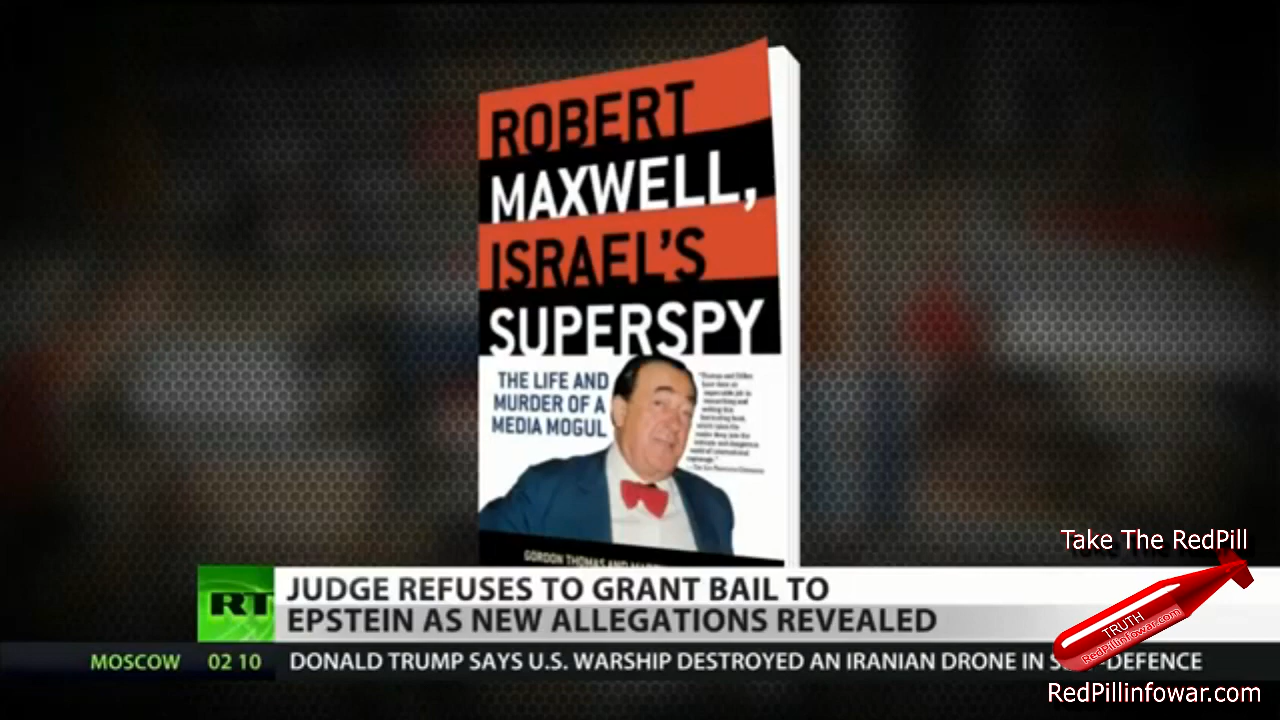 ROBERT
MAXWELL,
ISRAEL'S
SUPERSPY
THE LIFE AND
MURDER OF A
MEDIA MOGUL
GORDON THOMAS AND
Take The RedPill
TRUTH
RedPillinfowar.com
RT
JUDGE REFUSES TO GRANT BAIL TO
EPSTEIN AS NEW ALLEGATIONS REVEALED
MOSCOW 02 10 DONALD TRUMP SAYS U.S. WARSHIP DESTROYED AN IRANIAN DRONE IN DEFENCE
RedPillinfowar.com